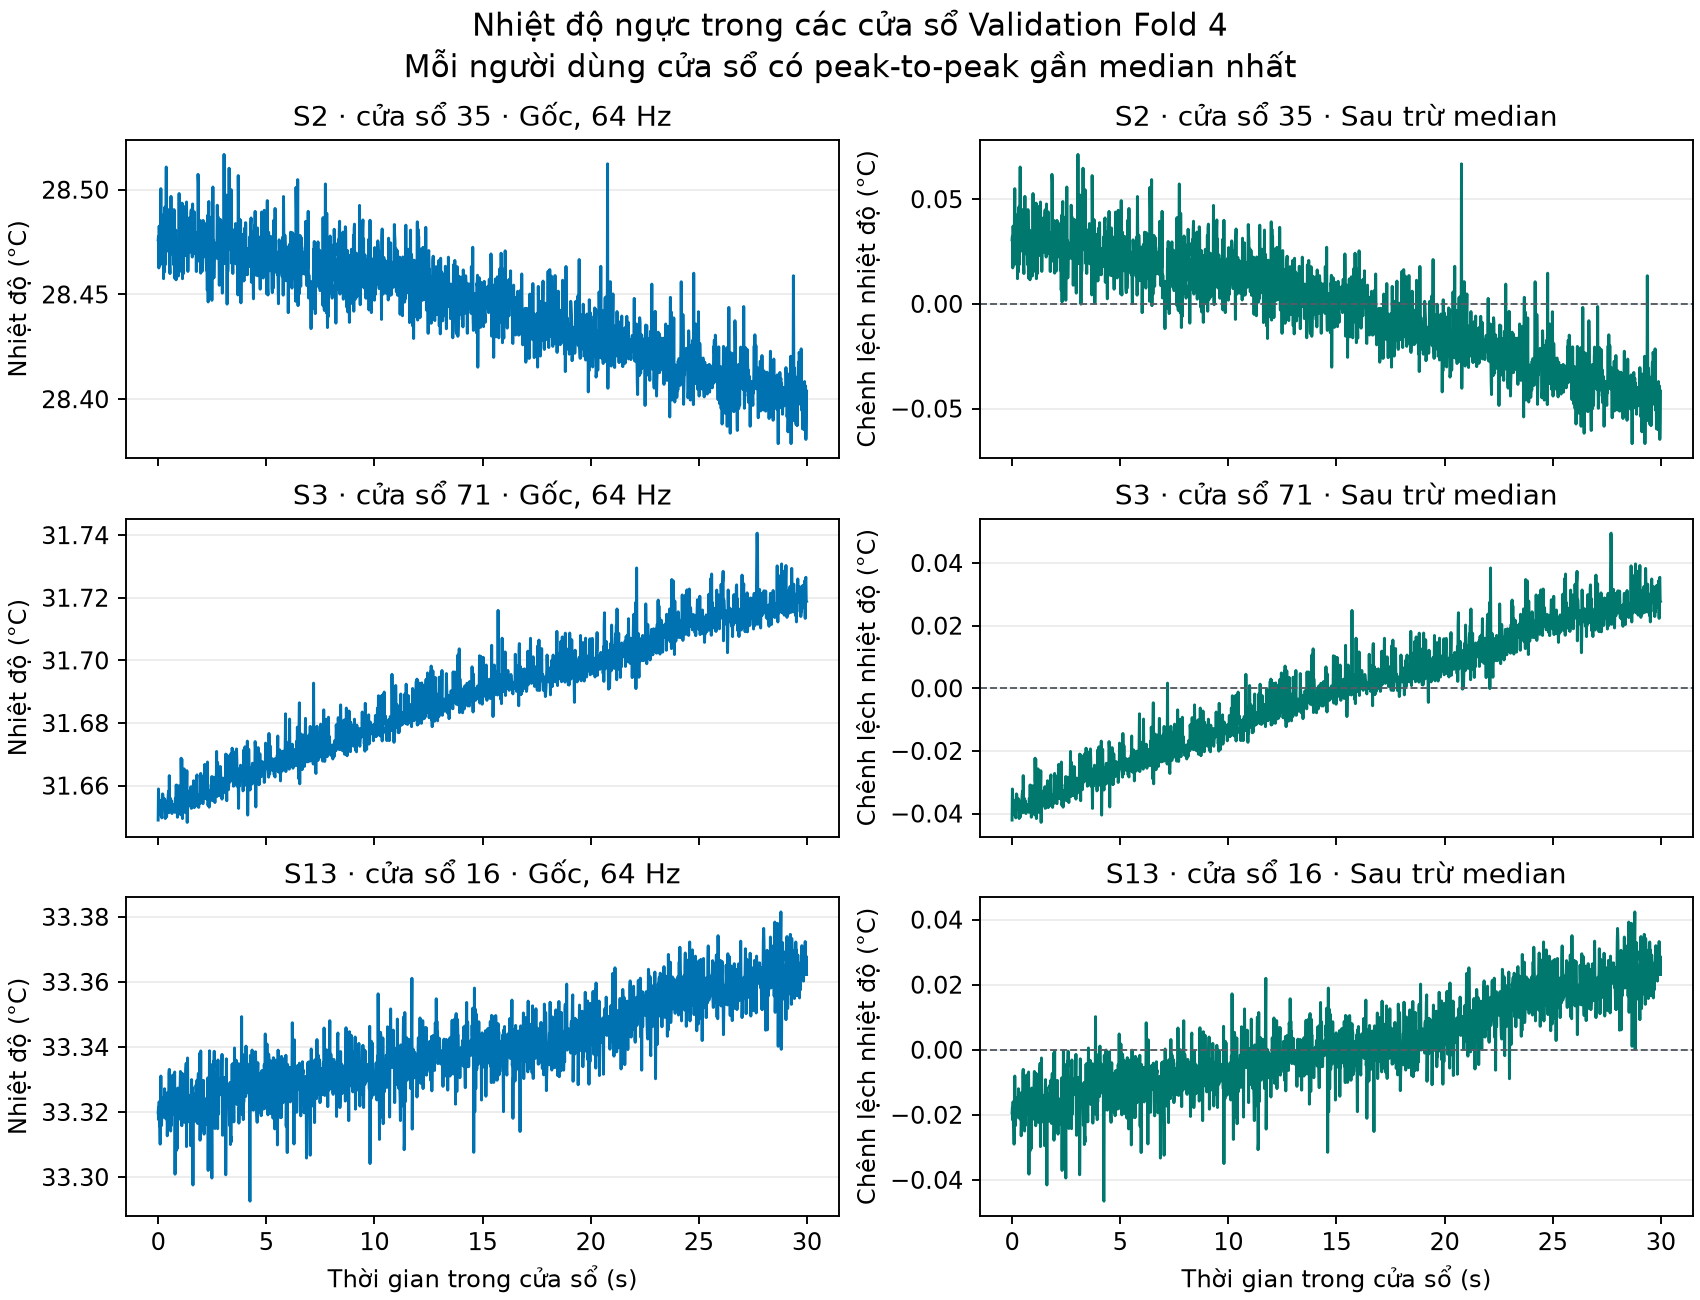 Nhiệt độ ngực trong các cửa sổ Validation Fold 4
Mỗi người dùng cửa sổ có peak-to-peak gần median nhất
S2 · cửa sổ 35 · Gốc, 64 Hz
Nhiệt độ (°C)
28.50
28.45
28.40
S2 · cửa sổ 35 · Sau trừ median
Chênh lệch nhiệt độ (°C)
0.05
0.00
−0.05
S3 · cửa sổ 71 · Gốc, 64 Hz
Nhiệt độ (°C)
31.74
31.72
31.70
31.68
31.66
S3 · cửa sổ 71 · Sau trừ median
Chênh lệch nhiệt độ (°C)
0.04
0.02
0.00
−0.02
−0.04
S13 · cửa sổ 16 · Gốc, 64 Hz
Nhiệt độ (°C)
33.38
33.36
33.34
33.32
33.30
0 5 10 15 20 25 30
Thời gian trong cửa sổ (s)
S13 · cửa sổ 16 · Sau trừ median
Chênh lệch nhiệt độ (°C)
0.04
0.02
0.00
−0.02
−0.04
0 5 10 15 20 25 30
Thời gian trong cửa sổ (s)